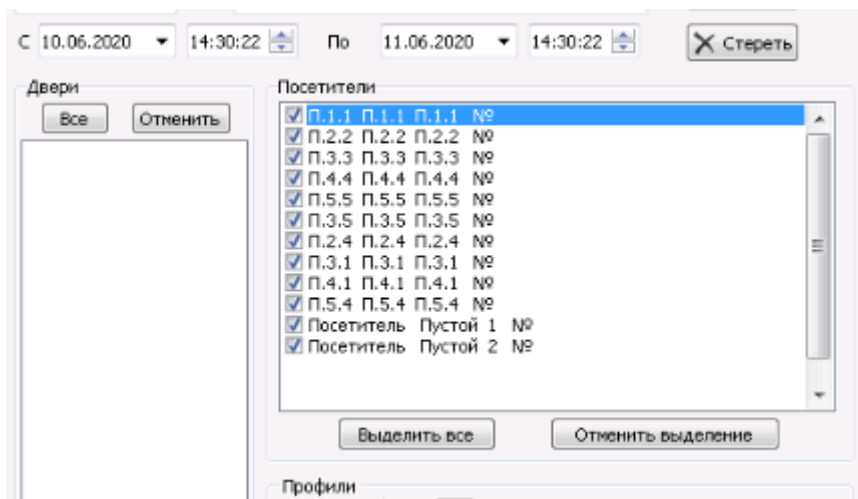 С 10.06.2020 14:30:22 По 11.06.2020 14:30:22 Стереть
Двери
Все Отменить
Посетители
П.1.1 П.1.1 П.1.1 №
П.2.2 П.2.2 П.2.2 №
П.3.3 П.3.3 П.3.3 №
П.4.4 П.4.4 П.4.4 №
П.5.5 П.5.5 П.5.5 №
П.3.5 П.3.5 П.3.5 №
П.2.4 П.2.4 П.2.4 №
П.3.1 П.3.1 П.3.1 №
П.4.1 П.4.1 П.4.1 №
П.5.4 П.5.4 П.5.4 №
Посетитель Пустой 1 №
Посетитель Пустой 2 №
Выделить все Отменить выделение
Профили